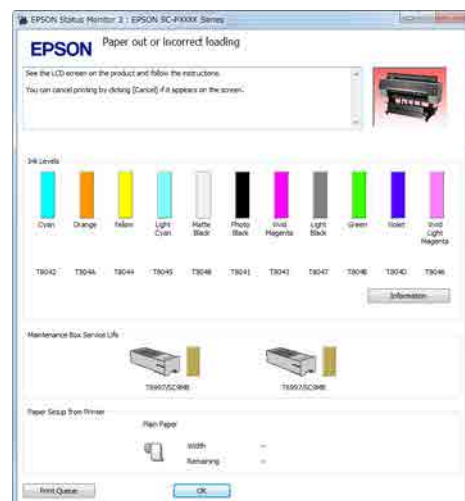 EPSON Status Monitor 3 : EPSON SC-PXXXX Series
EPSON
Paper out or incorrect loading
See the LCD screen on the product and follow the instructions.
You can cancel printing by clicking [Cancel] if it appears on the screen.
Ink Levels
Cyan Orange Yellow Light Cyan Matte Black Photo Black Vivid Magenta Light Black Green Violet Vivid Light Magenta
T8042 T804A T8044 T8045 T8048 T8041 T8043 T8047 T804B T804D T8046
Information
Maintenance Box Service Life
T6997/SC9MB T6997/SC9MB
Paper Setup from Printer
Plain Paper
Width --
Remaining --
Print Queue OK